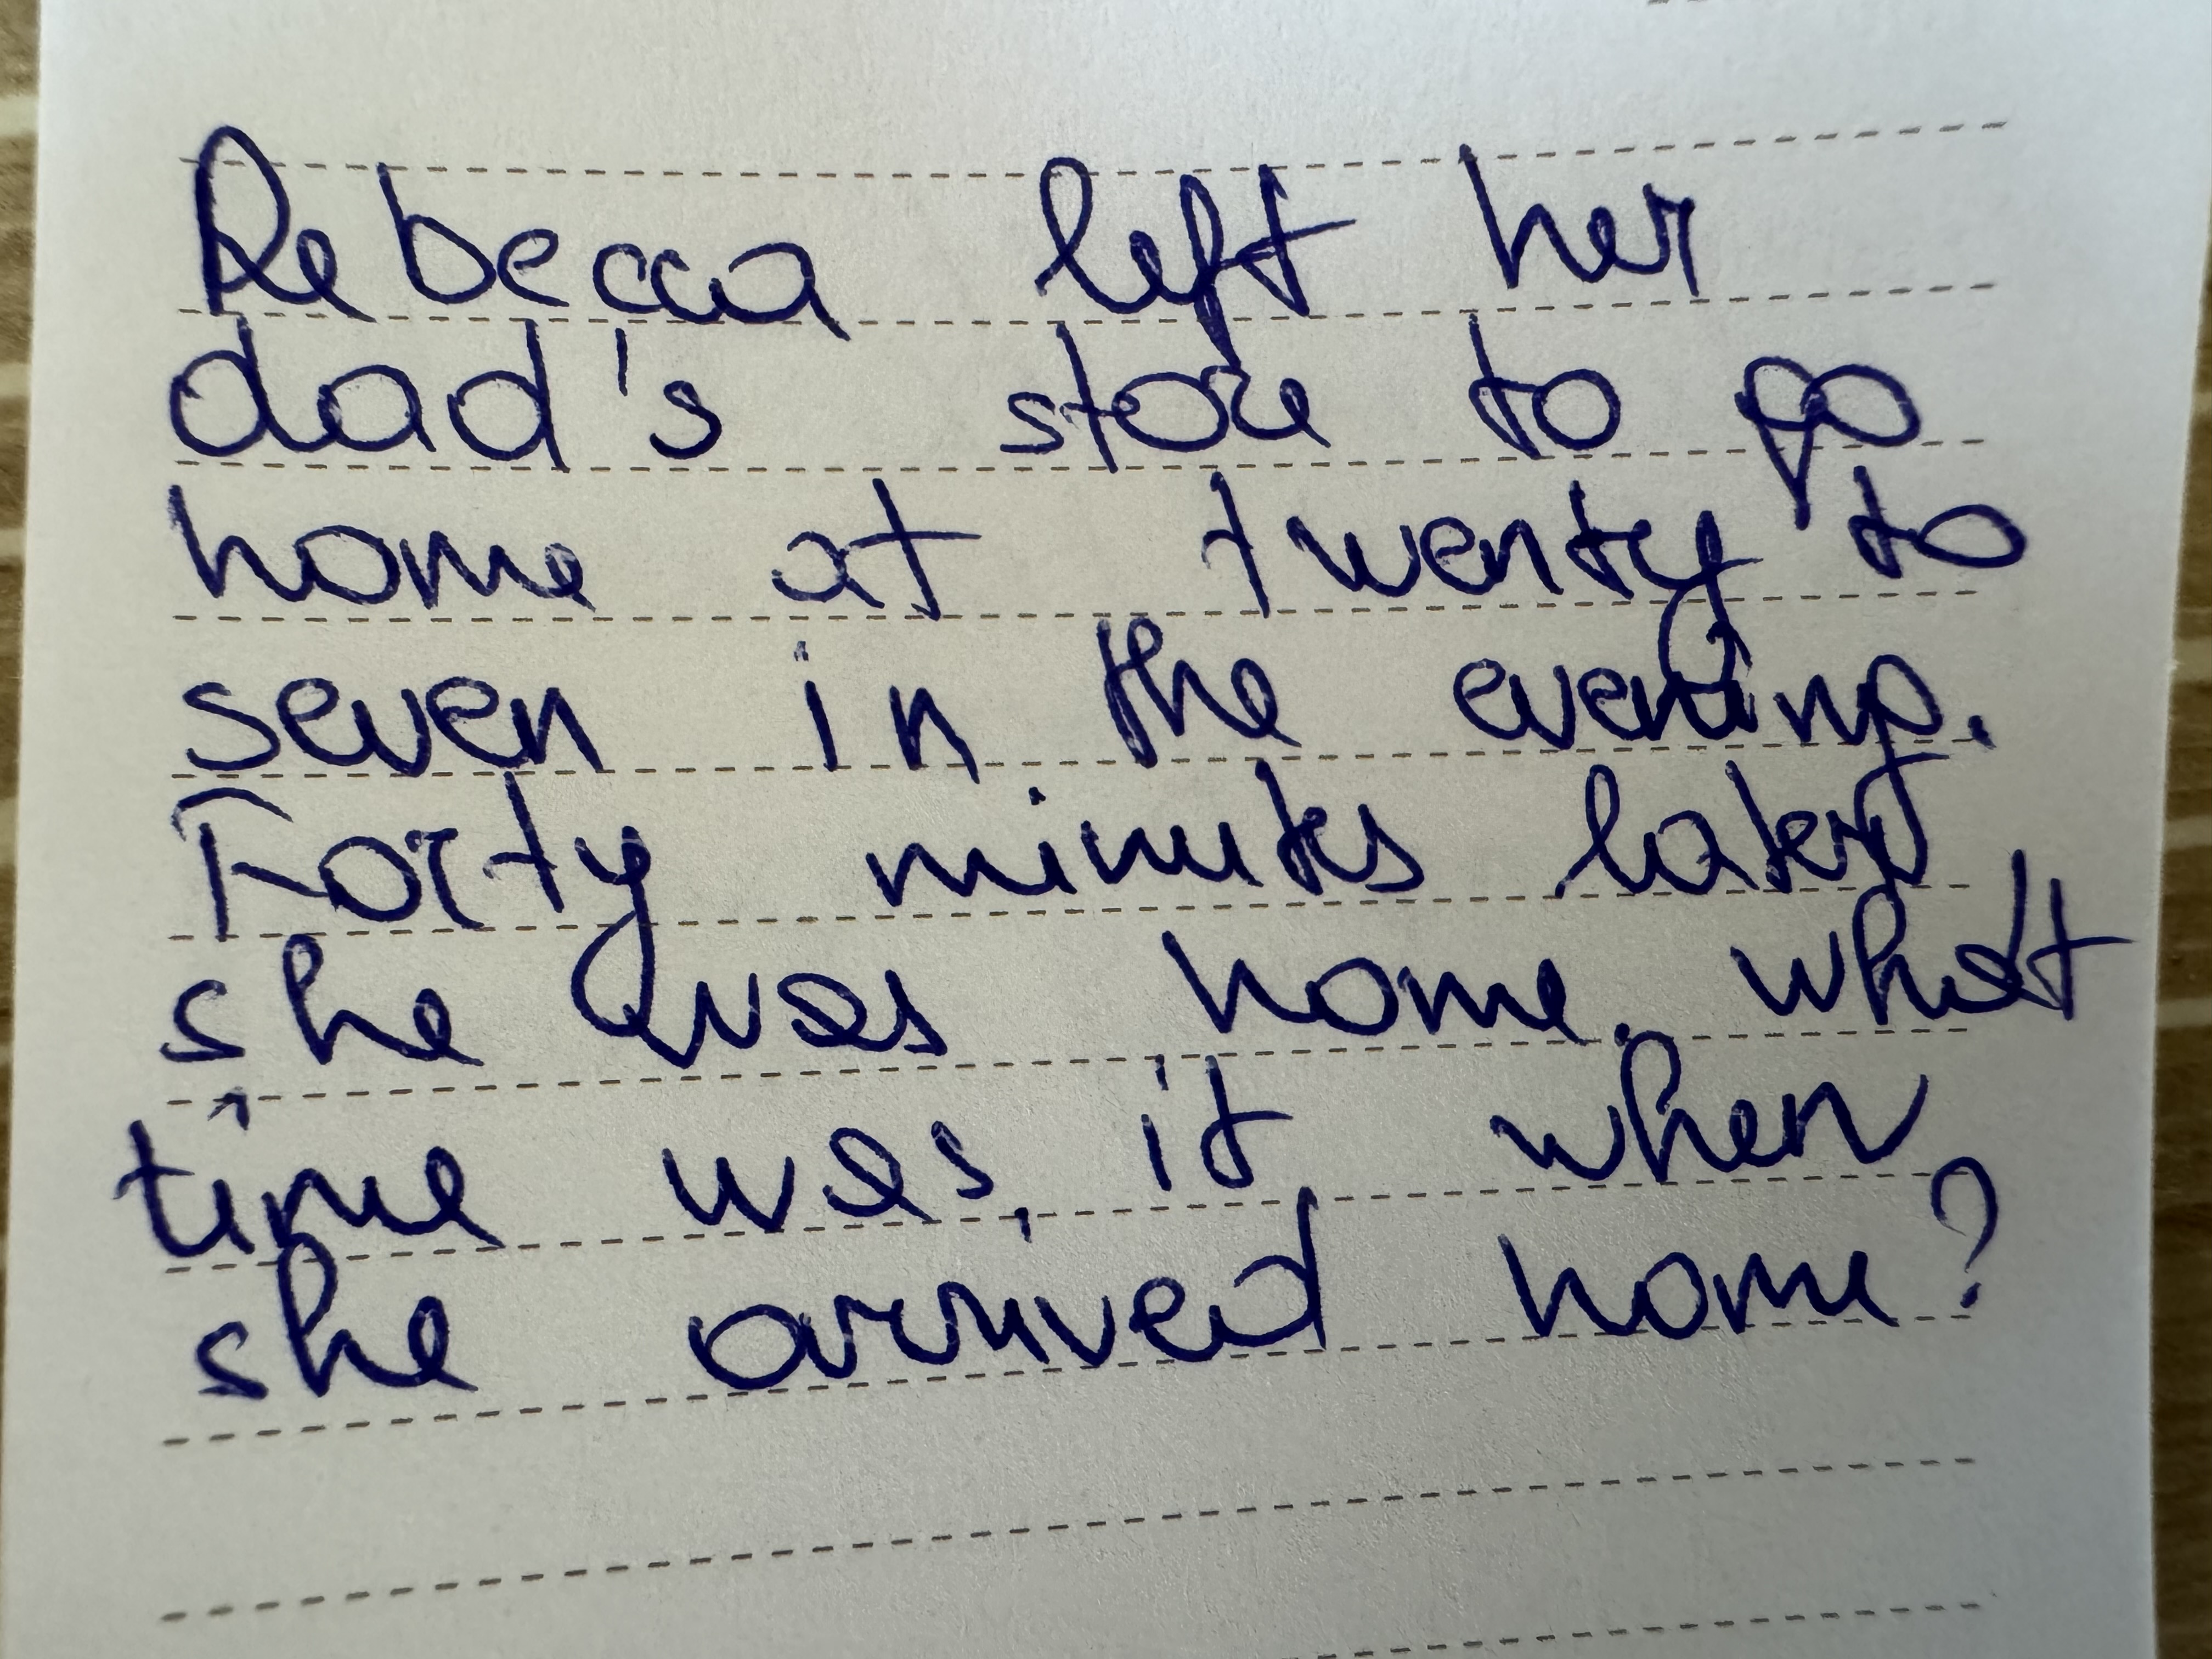 Rebecca left her
dad's store to go
home at twenty to
seven in the evening.
Forty minutes later
she was home. what
time was it when
she arrived home?